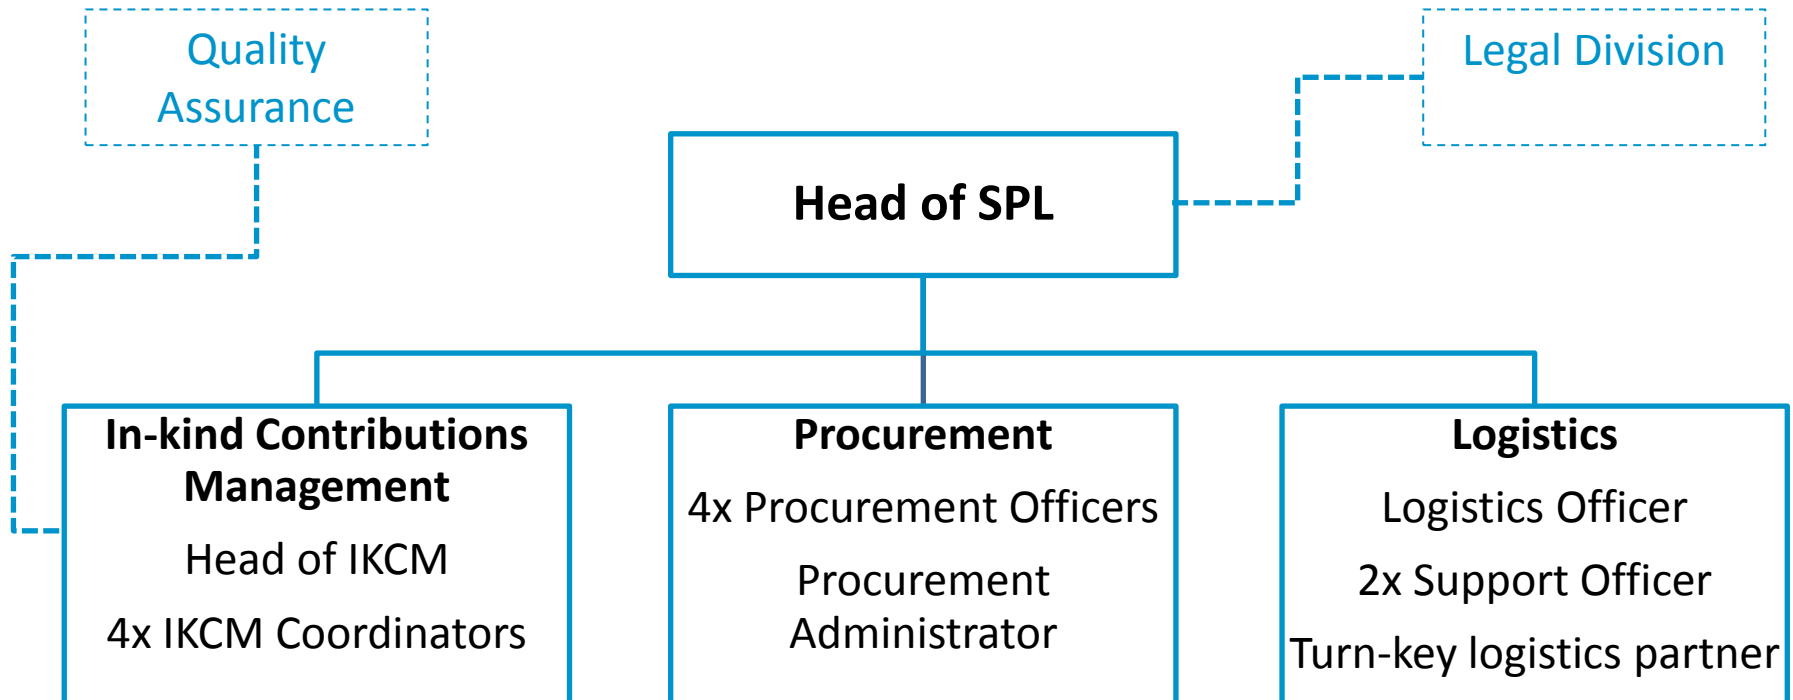 Quality
Assurance
Legal Division
Head of SPL
In-kind Contributions
Management
Head of IKCM
4x IKCM Coordinators
Procurement
4x Procurement Officers
Procurement
Administrator
Logistics
Logistics Officer
2x Support Officer
Turn-key logistics partner